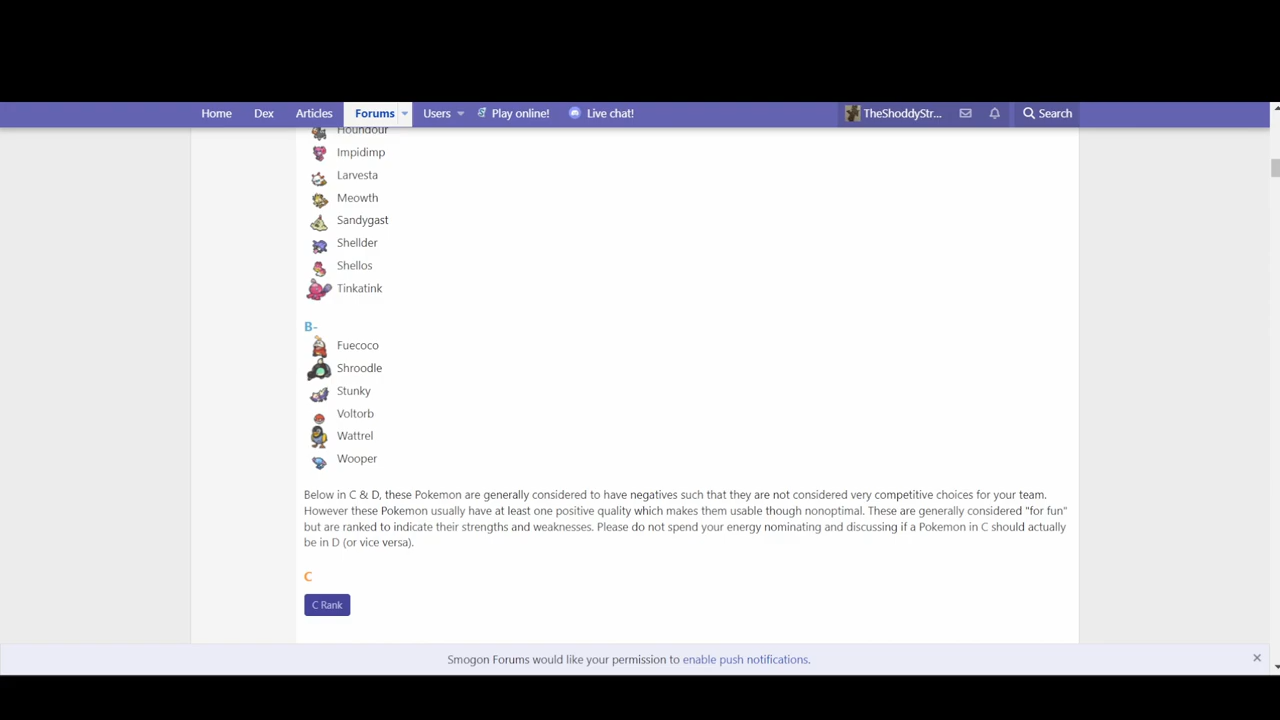 Home Dex Articles Forums Users Play online! Live chat! TheShoddyStr... Search
Houndour
Impidimp
Larvesta
Meowth
Sandygast
Shellder
Shellos
Tinkatink
B-
Fuecoco
Shroodle
Stunky
Voltorb
Wattrel
Wooper
Below in C & D, these Pokemon are generally considered to have negatives such that they are not considered very competitive choices for your team.
However these Pokemon usually have at least one positive quality which makes them usable though nonoptimal. These are generally considered "for fun"
but are ranked to indicate their strengths and weaknesses. Please do not spend your energy nominating and discussing if a Pokemon in C should actually
be in D (or vice versa).
C
C Rank
Smogon Forums would like your permission to enable push notifications.